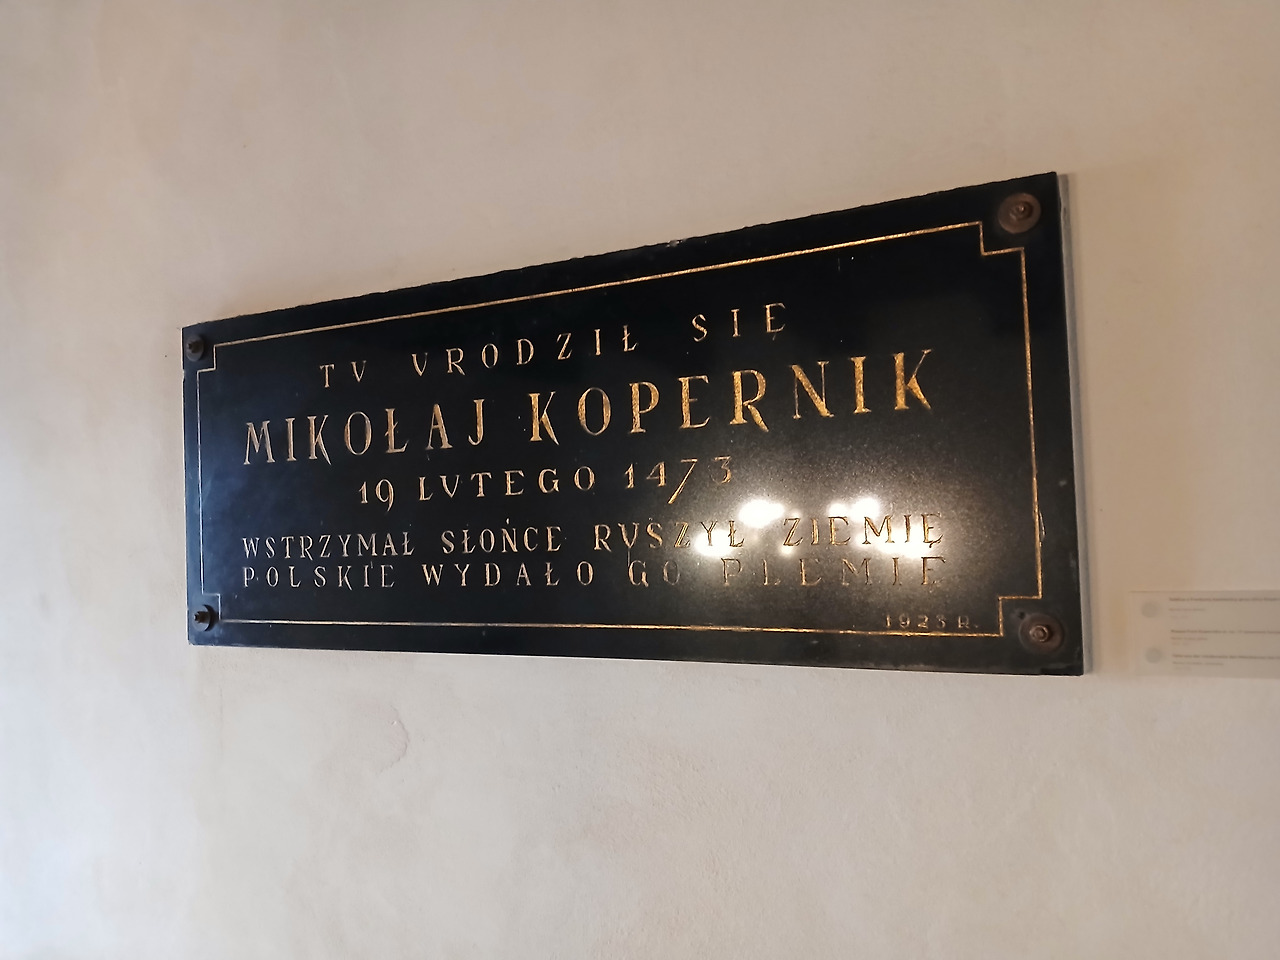 TV VRODZIŁ SIĘ
MIKOŁAJ KOPERNIK
19 LVTEGO 1473
WSTRZYMAŁ SŁOŃCE RVSZYŁ ZIEMIĘ
POLSKIE WYDAŁO GO PLEMIĘ
1923 R.